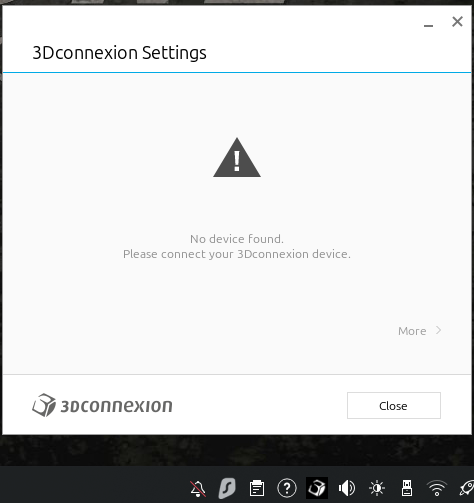 3Dconnexion Settings
No device found.
Please connect your 3Dconnexion device.
More
3DCONNEXION
Close